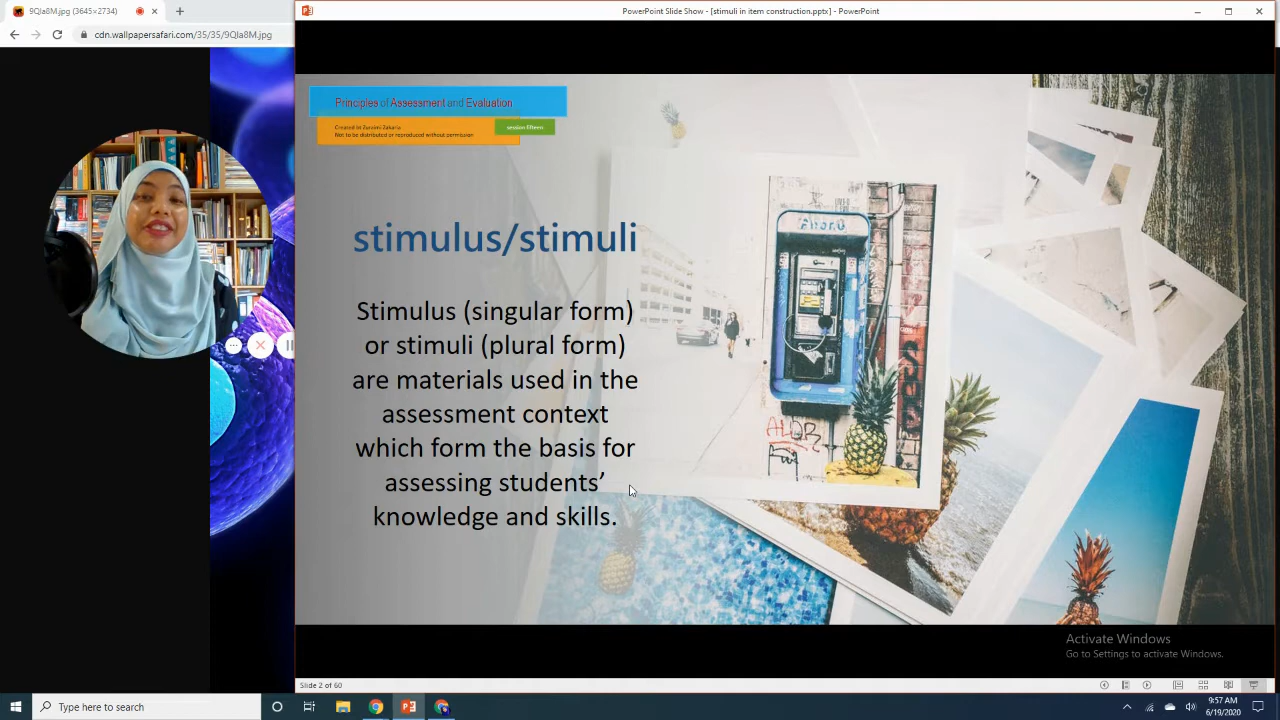 9QIa8M.jpg (3645×2734)
PowerPoint Slide Show - [stimuli in item construction.pptx] - PowerPoint
cdn.wallpapersafari.com/35/35/9QIa8M.jpg
Principles of Assessment and Evaluation
Created by Zuraimi Zakaria
Not to be distributed or reproduced without permission
session fifteen
Phone
stimulus/stimuli
Stimulus (singular form)
or stimuli (plural form)
are materials used in the
assessment context
which form the basis for
assessing students’
knowledge and skills.
Activate Windows
Go to Settings to activate Windows.
Slide 2 of 60
Type here to search
9:57 AM
6/19/2020